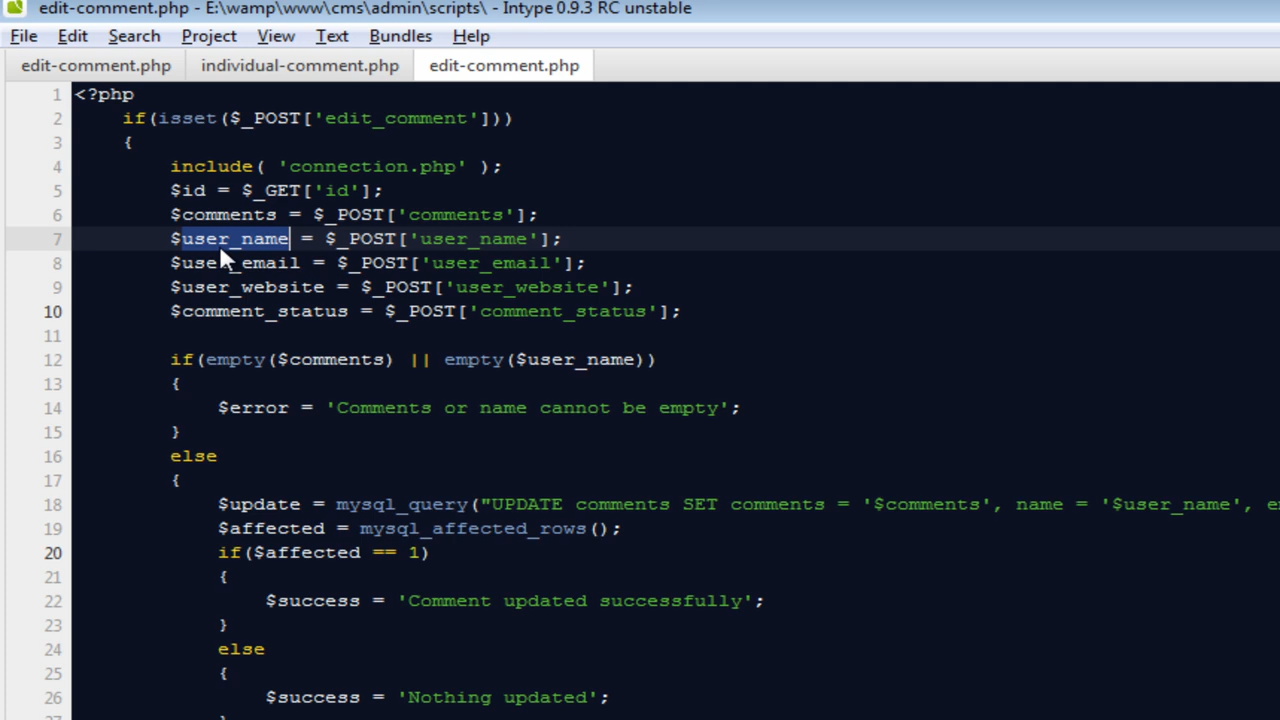 edit-comment.php - E:\wamp\www\cms\admin\scripts\ - Intype 0.9.3 RC unstable
File Edit Search Project View Text Bundles Help
edit-comment.php individual-comment.php edit-comment.php
1 <?php
2 if(isset($_POST['edit_comment']))
3 {
4 include( 'connection.php' );
5 $id = $_GET['id'];
6 $comments = $_POST['comments'];
7 $user_name = $_POST['user_name'];
8 $user_email = $_POST['user_email'];
9 $user_website = $_POST['user_website'];
10 $comment_status = $_POST['comment_status'];
11
12 if(empty($comments) || empty($user_name))
13 {
14 $error = 'Comments or name cannot be empty';
15 }
16 else
17 {
18 $update = mysql_query("UPDATE comments SET comments = '$comments', name = '$user_name',
19 $affected = mysql_affected_rows();
20 if($affected == 1)
21 {
22 $success = 'Comment updated successfully';
23 }
24 else
25 {
26 $success = 'Nothing updated';
27 }